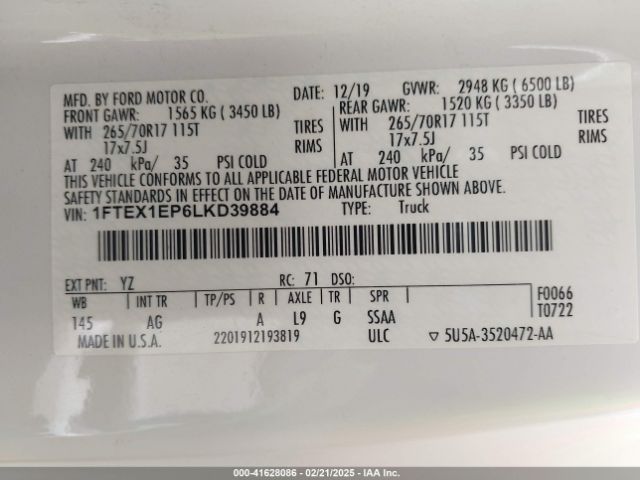 MFD. BY FORD MOTOR CO. DATE: 12/19 GVWR: 2948 KG ( 6500 LB)
FRONT GAWR: 1565 KG ( 3450 LB) REAR GAWR: 1520 KG ( 3350 LB)
WITH 265/70R17 115T TIRES WITH 265/70R17 115T TIRES
17x7.5J RIMS 17x7.5J RIMS
AT 240 kPa/ 35 PSI COLD AT 240 kPa/ 35 PSI COLD
THIS VEHICLE CONFORMS TO ALL APPLICABLE FEDERAL MOTOR VEHICLE
SAFETY STANDARDS IN EFFECT ON THE DATE OF MANUFACTURE SHOWN ABOVE.
VIN: 1FTEX1EP6LKD39884 TYPE: Truck
EXT PNT: YZ RC: 71 DSO:
WB INT TR TP/PS R AXLE TR SPR F0066
145 AG A L9 G SSAA T0722
MADE IN U.S.A. 2201912193819 ULC ▽ 5U5A-3520472-AA
000-41628086 - 02/21/2025 - IAA Inc.